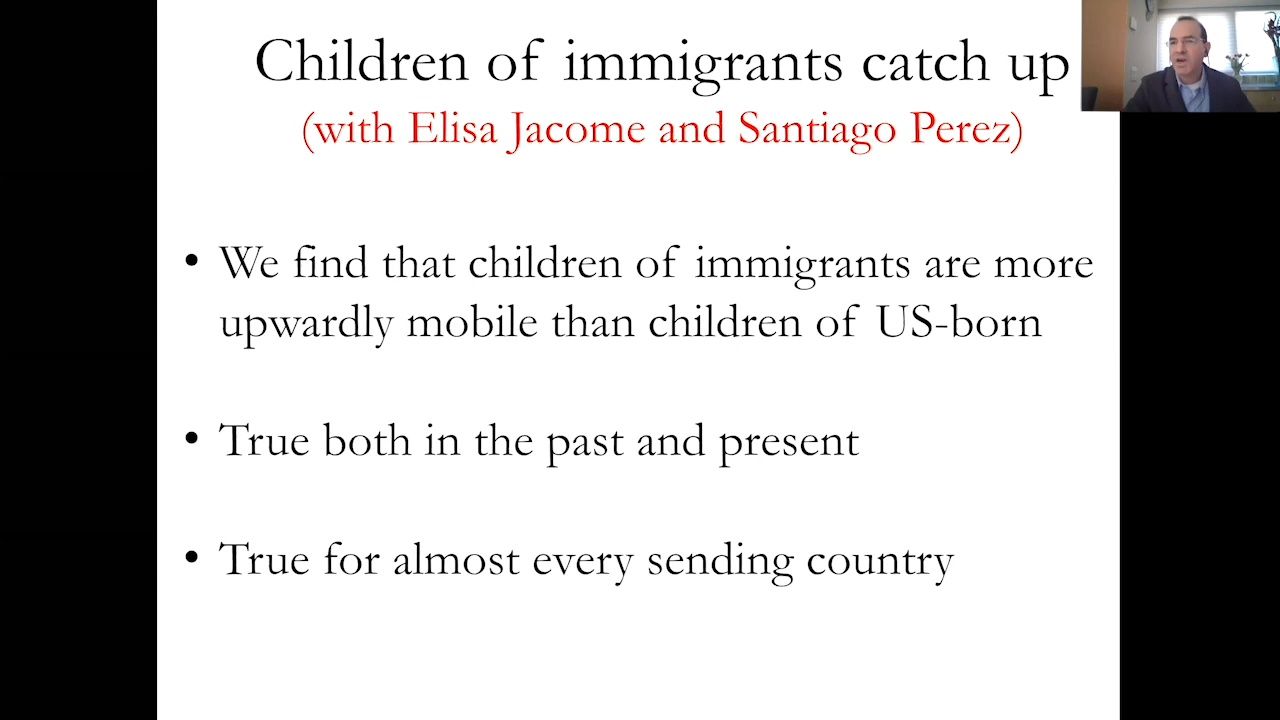 Children of immigrants catch up
(with Elisa Jacome and Santiago Perez)
• We find that children of immigrants are more
upwardly mobile than children of US-born
• True both in the past and present
• True for almost every sending country